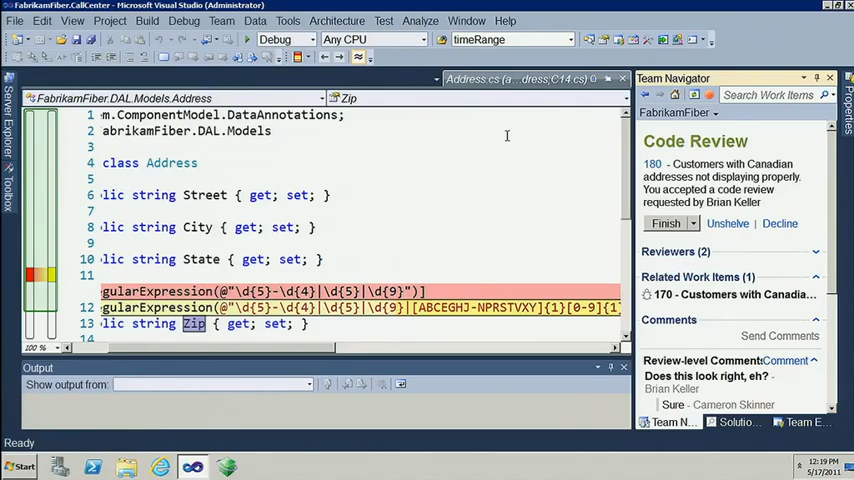 FabrikamFiber.CallCenter - Microsoft Visual Studio (Administrator)
File Edit View Project Build Debug Team Data Tools Architecture Test Analyze Window Help
Debug Any CPU timeRange
Address.cs (a...dress;C14.cs)
Team Navigator
Search Work Items
FabrikamFiber
FabrikamFiber.DAL.Models.Address Zip
Server Explorer
Toolbox
Properties
1 m.ComponentModel.DataAnnotations;
2 abrikamFiber.DAL.Models
3
4 class Address
5
6 lic string Street { get; set; }
7
8 lic string City { get; set; }
9
10 lic string State { get; set; }
11
gularExpression(@"\d{5}-\d{4}|\d{5}|\d{9}")]
12 gularExpression(@"\d{5}-\d{4}|\d{5}|\d{9}|[ABCEGHJ-NPRSTVXY]{1}[0-9]{1}
13 lic string Zip { get; set; }
14
100 %
Code Review
180 - Customers with Canadian
addresses not displaying properly.
You accepted a code review
requested by Brian Keller
Finish Unshelve | Decline
Reviewers (2)
Related Work Items (1)
170 - Customers with Canadia...
Comments
Send Comments
Review-level Comment: Comment
Does this look right, eh? -
Brian Keller
Sure - Cameron Skinner
Team N... Solutio... Team E...
Output
Show output from:
Ready
Start
12:19 PM
5/17/2011